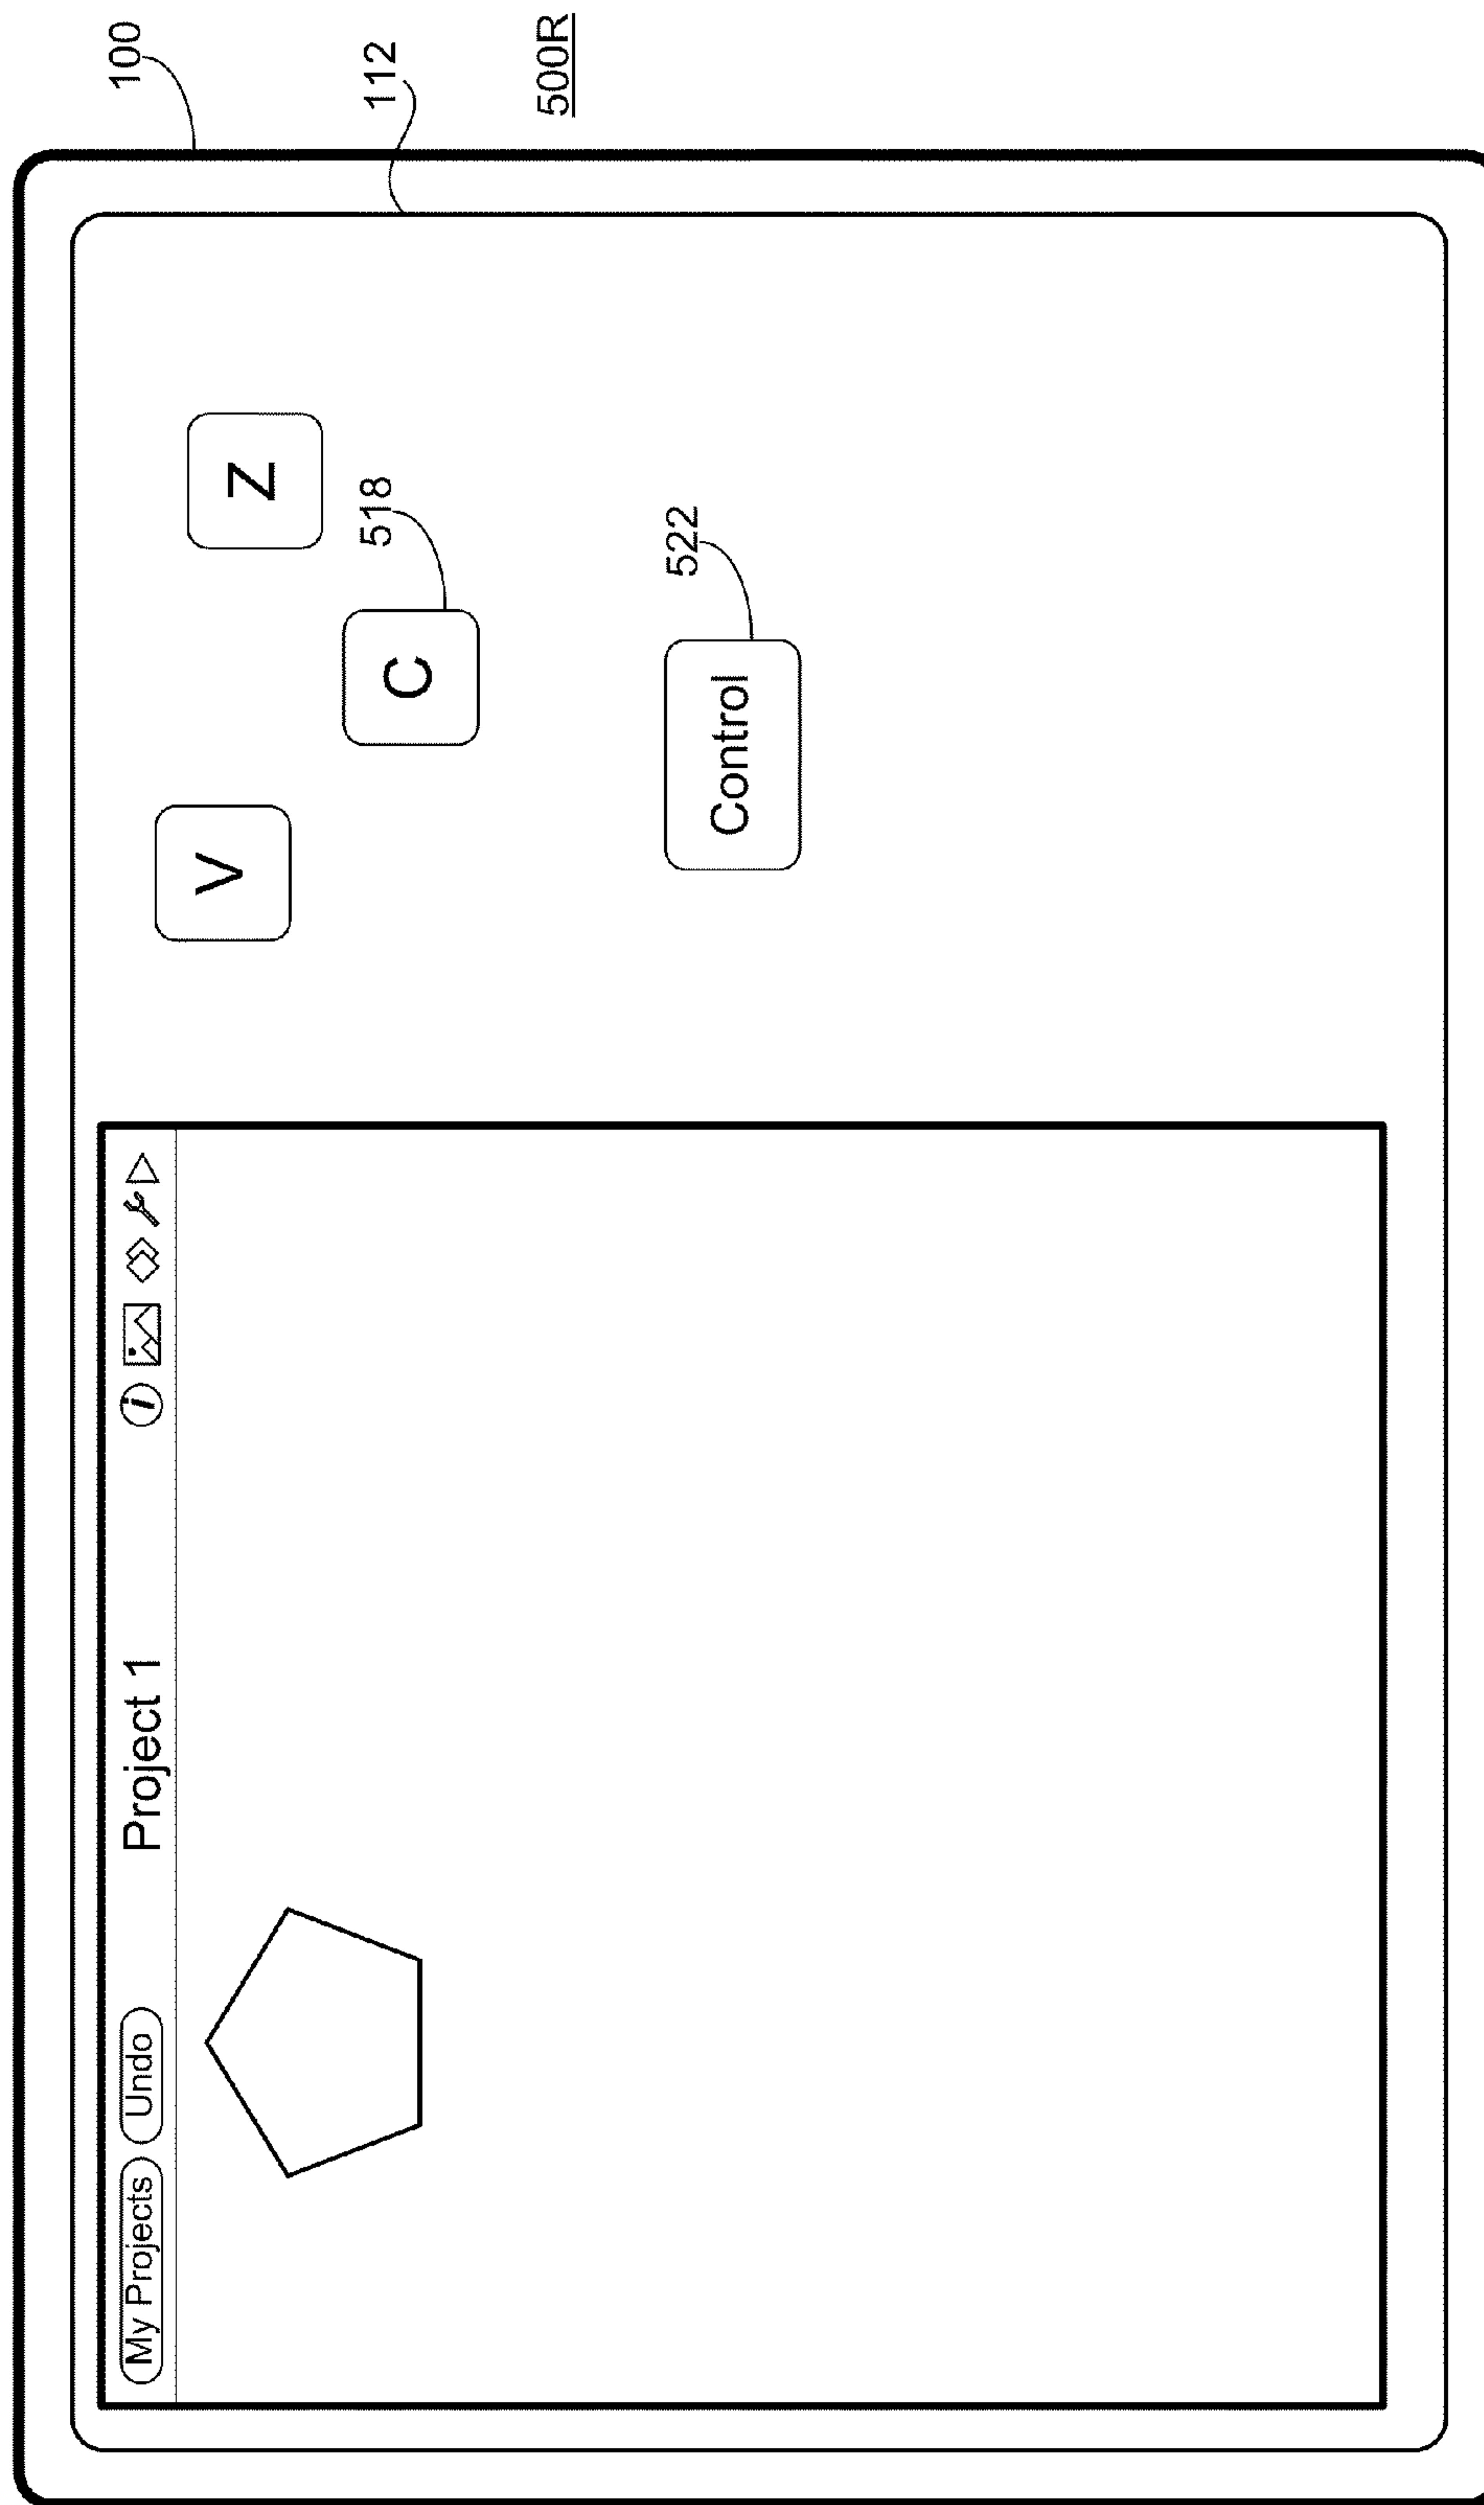 100
112
500R
My Projects Undo Project 1 i
V
Z
C
518
522
Control